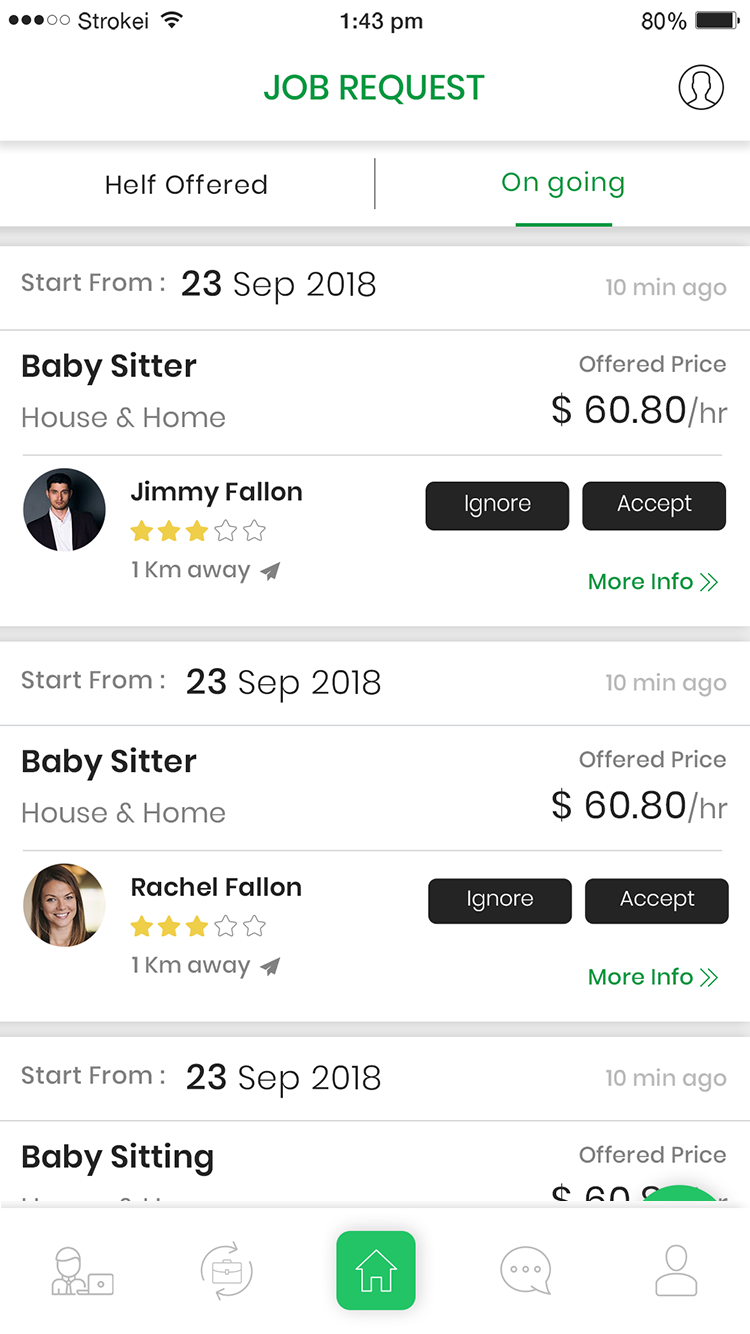 Strokei 1:43 pm 80%
JOB REQUEST
Helf Offered On going
Start From : 23 Sep 2018 10 min ago
Baby Sitter Offered Price
House & Home $ 60.80/hr
Jimmy Fallon Ignore Accept
1 Km away More Info
Start From : 23 Sep 2018 10 min ago
Baby Sitter Offered Price
House & Home $ 60.80/hr
Rachel Fallon Ignore Accept
1 Km away More Info
Start From : 23 Sep 2018 10 min ago
Baby Sitting Offered Price